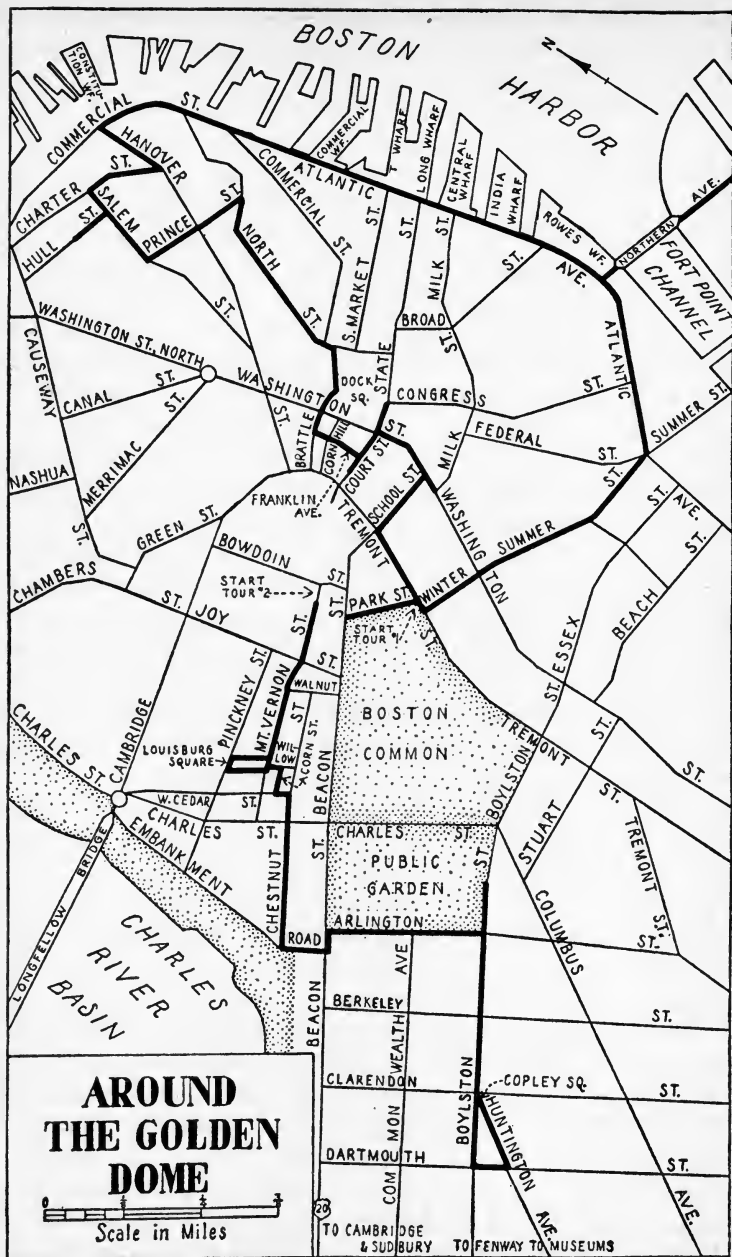 BOSTON
HARBOR
N
CONSTITU-
TION WF.
COMMERCIAL ST.
HANOVER ST.
CHARTER ST.
SALEM
HULL ST.
PRINCE ST.
NORTH ST.
COMMERCIAL ST.
COMMERCIAL
WF.
T WHARF
LONG WHARF
CENTRAL
WHARF
INDIA
WHARF
ROWES WF.
ATLANTIC AVE.
NORTHERN AVE.
FORT POINT
CHANNEL
ATLANTIC
SUMMER ST.
S. MARKET ST.
STATE ST.
MILK ST.
BROAD ST.
CAUSEWAY ST.
WASHINGTON ST. NORTH
CANAL ST.
MERRIMAC ST.
NASHUA
WASHINGTON ST.
DOCK
SQ.
CONGRESS ST.
FEDERAL ST.
MILK
BRATTLE
CORNHILL
COURT ST.
SCHOOL ST.
FRANKLIN
AVE.
GREEN ST.
BOWDOIN ST.
TREMONT ST.
WASHINGTON
SUMMER ST.
WINTER
PARK ST.
START
TOUR #2
START
TOUR #1
CHAMBERS ST.
JOY ST.
ST.
AVE.
BEACH ST.
ESSEX ST.
PINCKNEY ST.
MT. VERNON ST.
WALNUT
BOSTON
COMMON
LOUISBURG
SQUARE
WIL-
LOW ST.
ACORN ST.
BEACON ST.
CHARLES ST.
CAMBRIDGE
W. CEDAR ST.
CHARLES ST.
CHARLES ST.
EMBANKMENT ROAD
CHESTNUT
PUBLIC
GARDEN
BOYLSTON ST.
STUART ST.
TREMONT ST.
TREMONT ST.
COLUMBUS AVE.
ARLINGTON ST.
LONGFELLOW BRIDGE
CHARLES
RIVER
BASIN
BEACON
BERKELEY ST.
COMMONWEALTH AVE
CLARENDON ST.
BOYLSTON
COPLEY SQ.
HUNTINGTON AVE.
DARTMOUTH ST.
20
TO CAMBRIDGE
& SUDBURY
TO FENWAY TO MUSEUMS
AROUND
THE GOLDEN
DOME
Scale in Miles